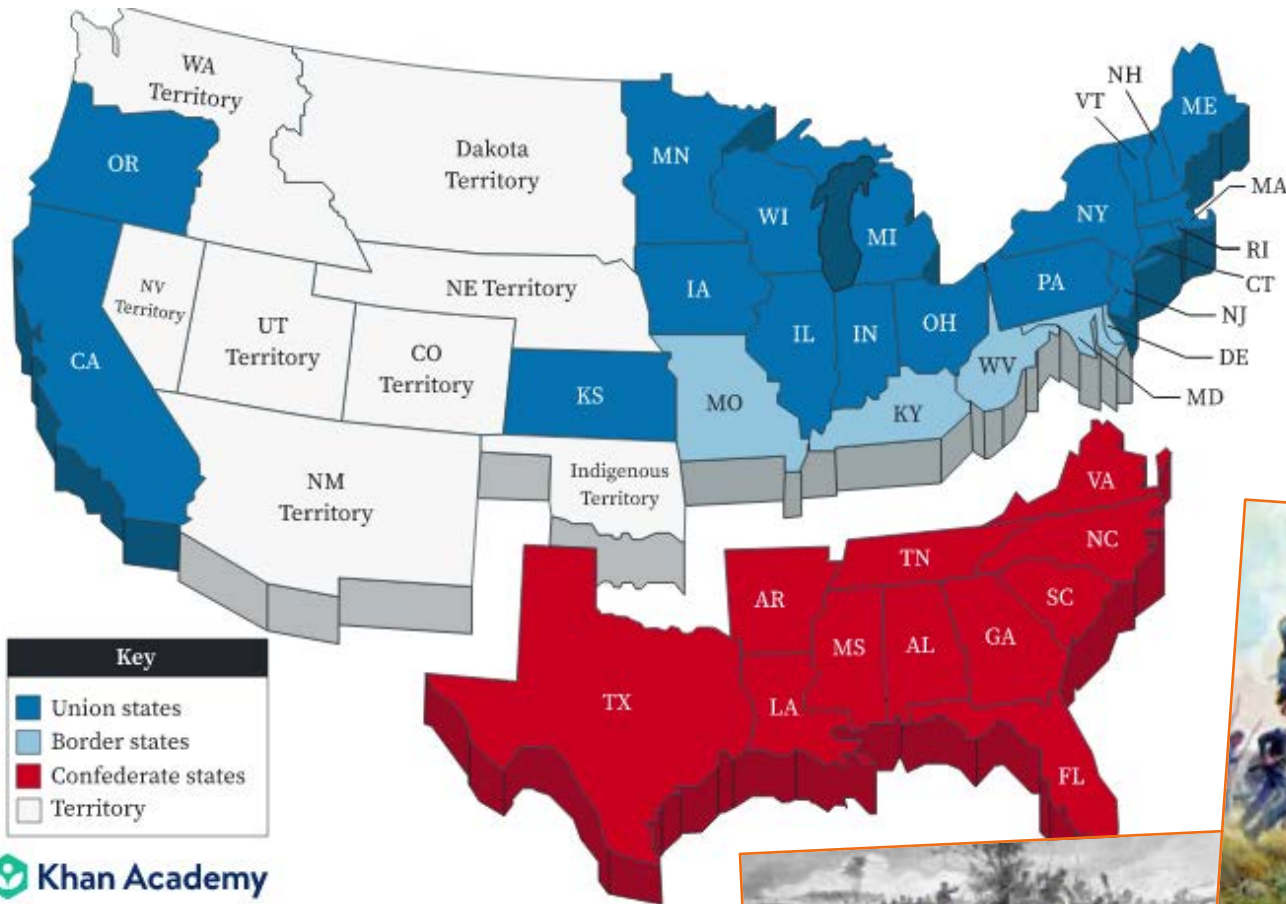 WA
Territory
OR
Dakota
Territory
MN
WI
MI
NH
VT
ME
MA
NY
RI
CT
NV
Territory
NE Territory
IA
PA
NJ
UT
Territory
CO
Territory
IL
IN
OH
DE
CA
KS
MO
WV
KY
MD
NM
Territory
Indigenous
Territory
VA
NC
TN
AR
SC
MS
AL
GA
TX
LA
FL
Key
Union states
Border states
Confederate states
Territory
Khan Academy